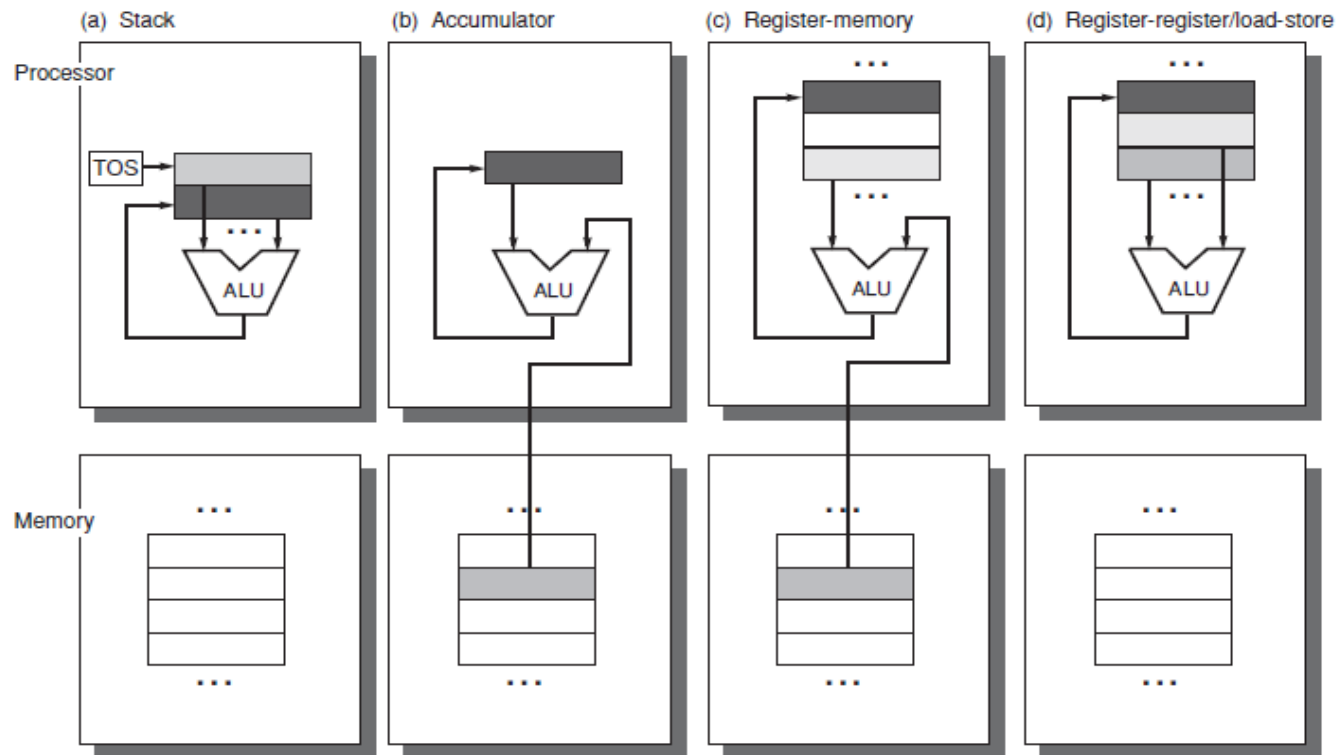 (a) Stack
(b) Accumulator
(c) Register-memory
(d) Register-register/load-store
Processor
...
...
TOS
...
...
...
ALU
ALU
ALU
ALU
Memory
...
...
...
...
...
...
...
...